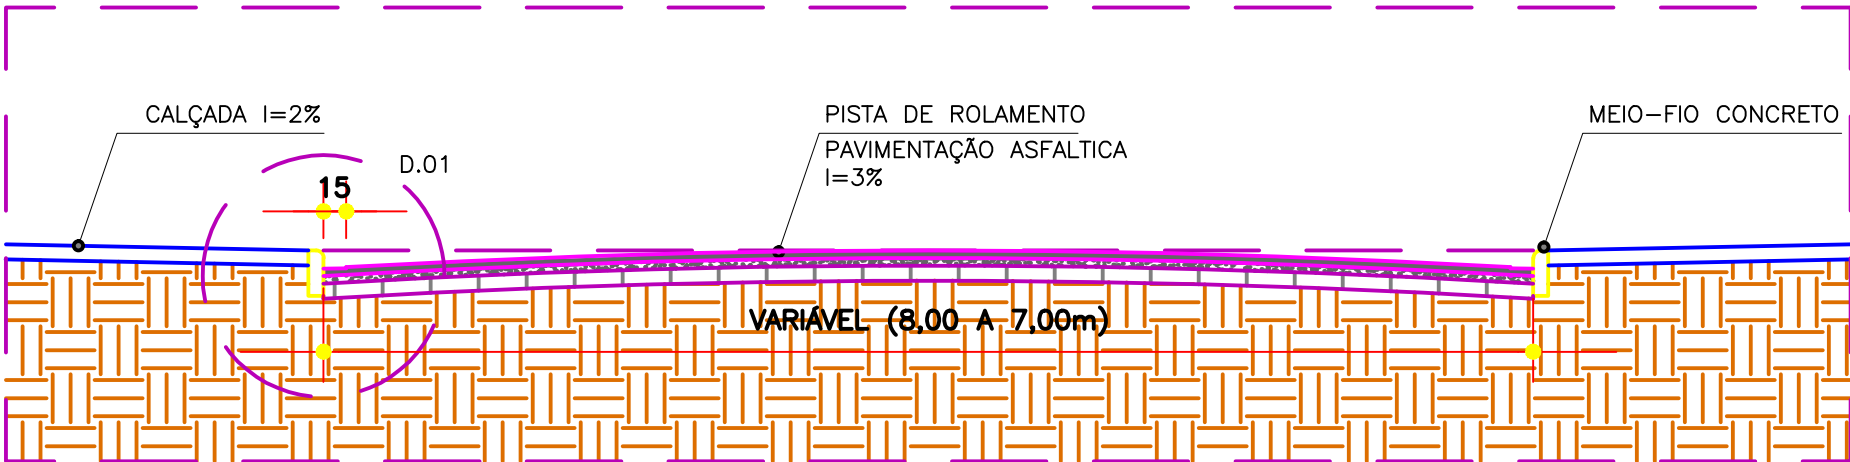 CALÇADA I=2%
PISTA DE ROLAMENTO
PAVIMENTAÇÃO ASFALTICA
I=3%
MEIO-FIO CONCRETO
D.01
15
VARIÁVEL (8,00 A 7,00m)